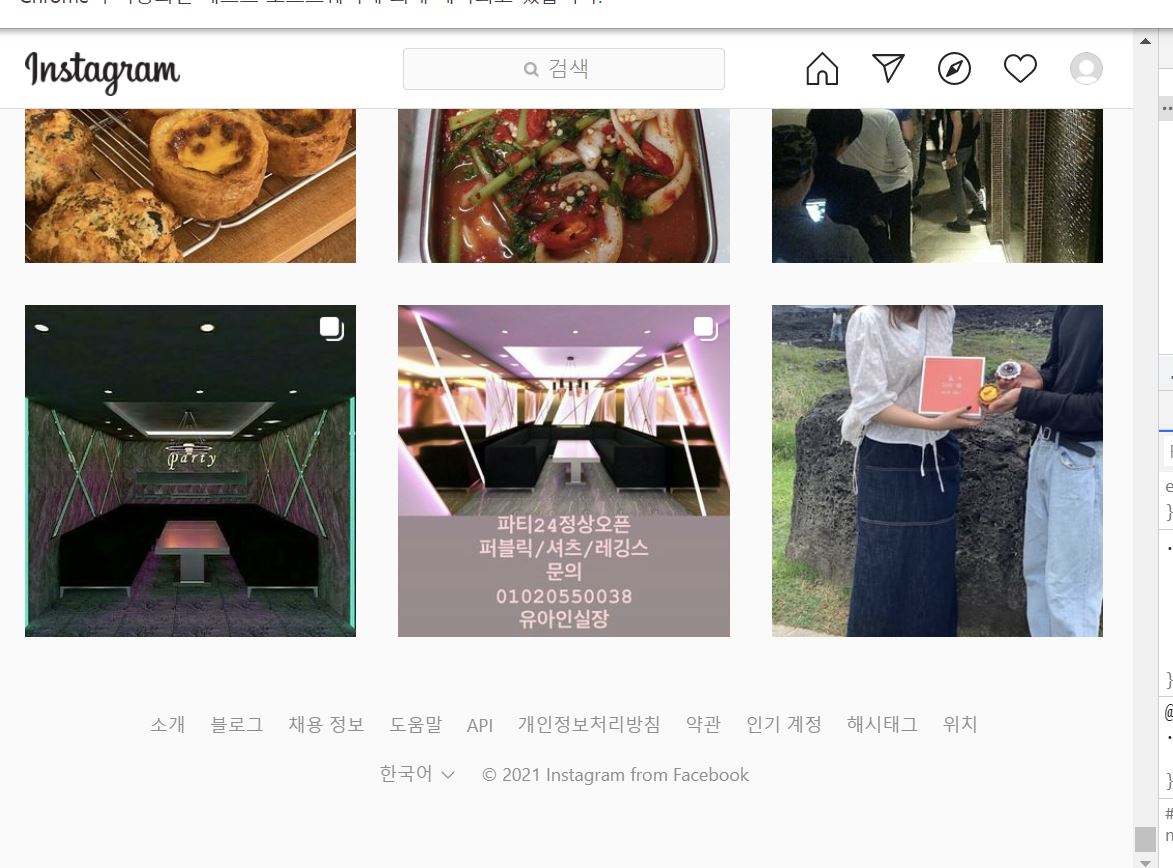 Instagram
검색
party
파티24정상오픈
퍼블릭/셔츠/레깅스
문의
01020550038
유아인실장
소개 블로그 채용 정보 도움말 API 개인정보처리방침 약관 인기 계정 해시태그 위치
한국어 © 2021 Instagram from Facebook